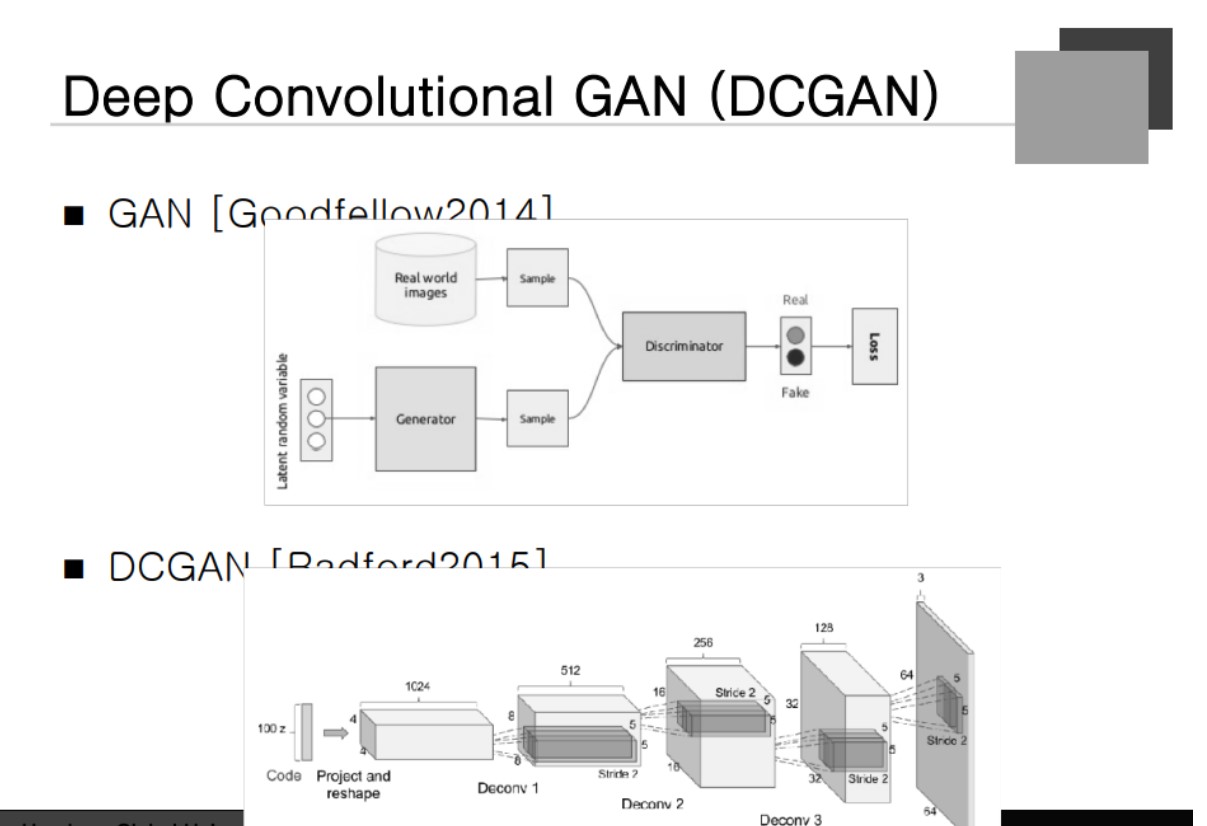 Deep Convolutional GAN (DCGAN)
■ GAN [Goodfellow2014]
Real world
images
Sample
Real
Discriminator
Loss
Fake
Latent random variable
Generator
Sample
■ DCGAN [Radford2015]
3
128
256
512
1024
64
5
5
Stride 2
16
Stride 2
5
5
32
4
8
5
5
5
5
100 z
4
8
Stride 2
16
32
Stride 2
64
Code
Project and
reshape
Deconv 1
Deconv 2
Deconv 3